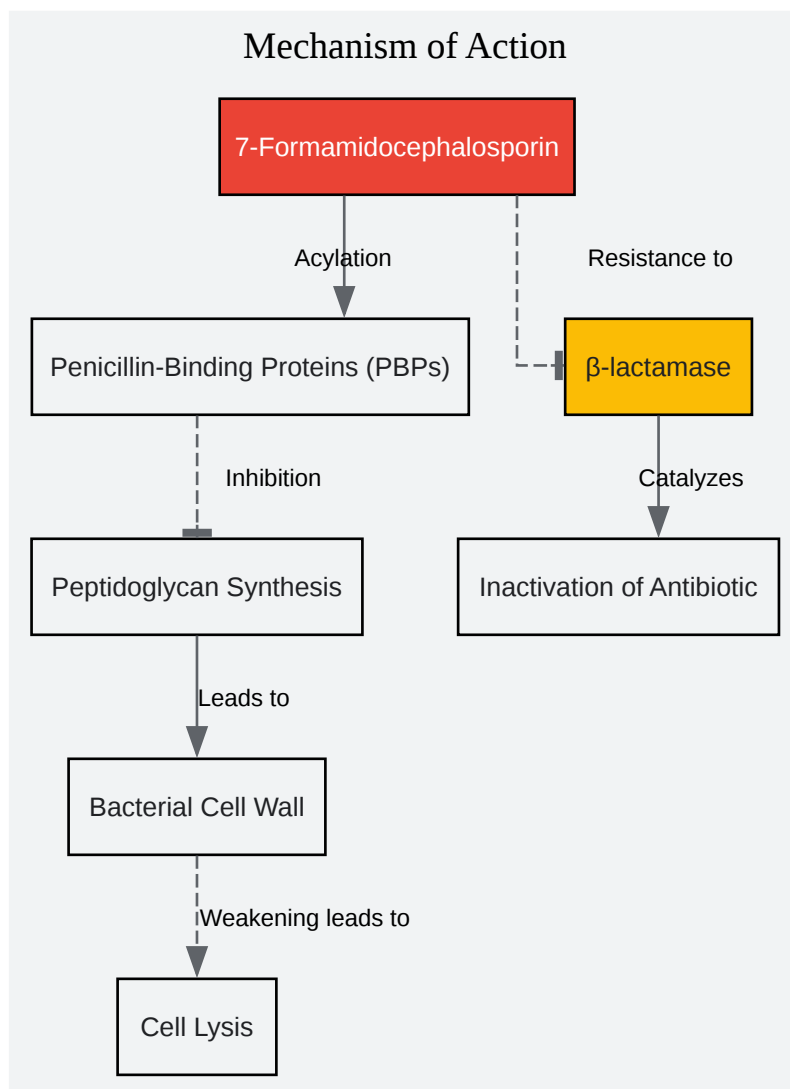 Mechanism of Action
7-Formamidocephalosporin
Acylation
Resistance to
Penicillin-Binding Proteins (PBPs)
β-lactamase
Inhibition
Catalyzes
Peptidoglycan Synthesis
Inactivation of Antibiotic
Leads to
Bacterial Cell Wall
Weakening leads to
Cell Lysis